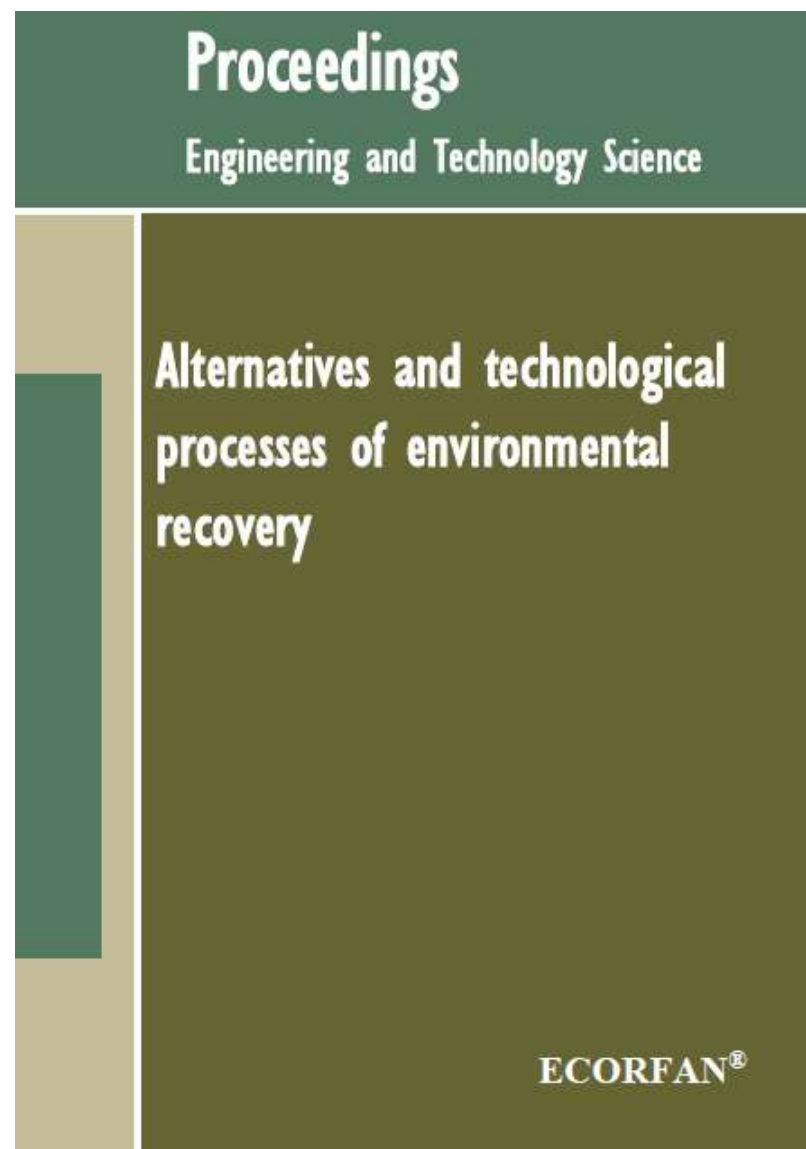 Proceedings
Engineering and Technology Science
Alternatives and technological
processes of environmental
recovery
ECORFAN®